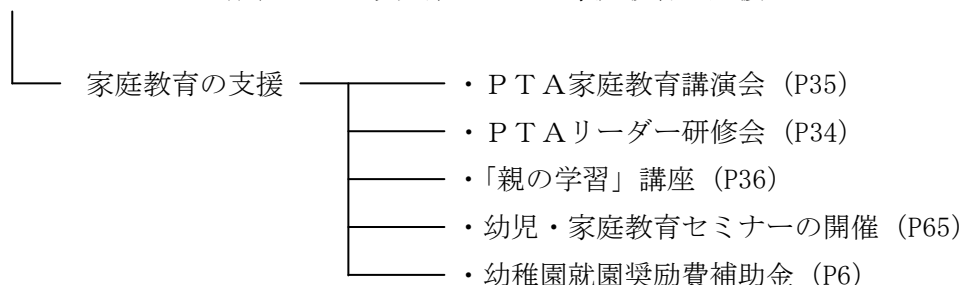 家庭教育の支援
・ＰＴＡ家庭教育講演会（P35）
・ＰＴＡリーダー研修会（P34）
・「親の学習」講座（P36）
・幼児・家庭教育セミナーの開催（P65）
・幼稚園就園奨励費補助金（P6）